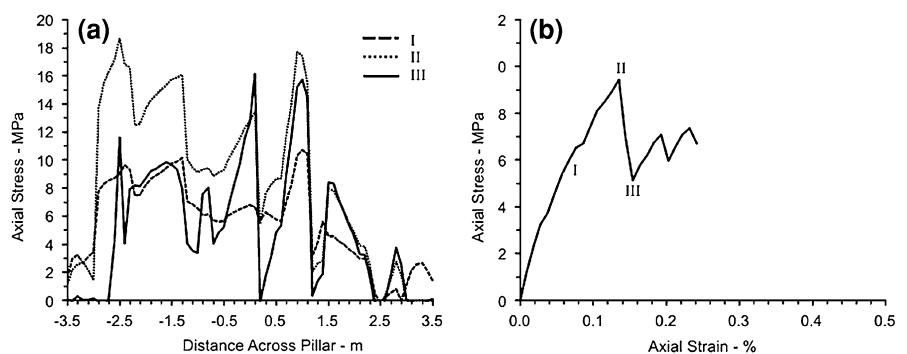 (a)
20
18
16
14
12
10
8
6
4
2
0
Axial Stress - MPa
-3.5 -2.5 -1.5 -0.5 0.5 1.5 2.5 3.5
Distance Across Pillar - m
I
II
III
(b)
2
0
8
6
4
2
0
Axial Stress - MPa
I
II
III
0.0 0.1 0.2 0.3 0.4 0.5
Axial Strain - %